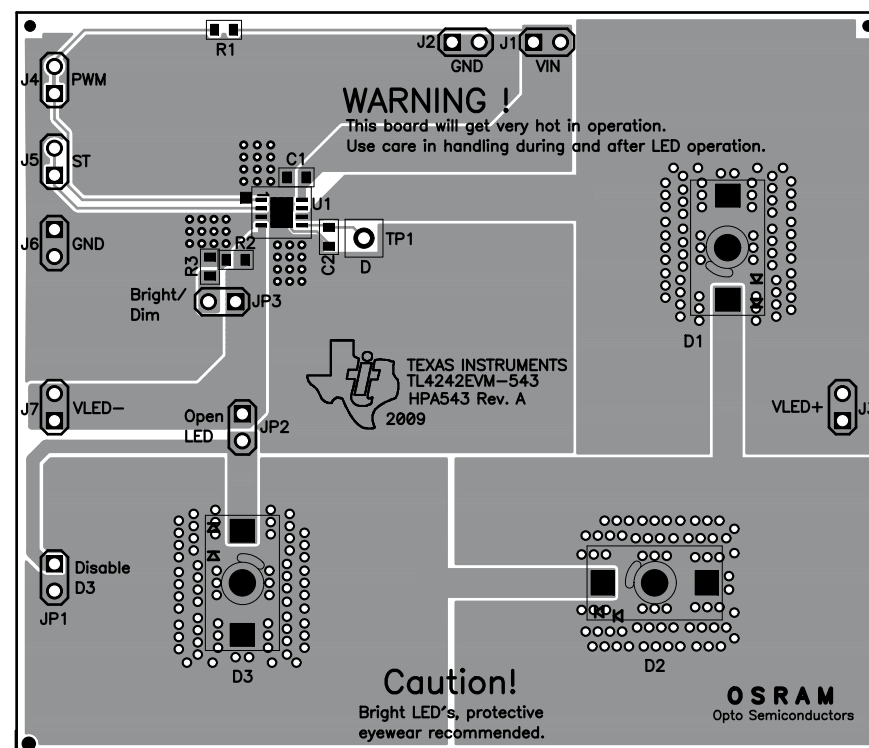 R1
J2
GND
J1
VIN
J4
PWM
WARNING !
This board will get very hot in operation.
Use care in handling during and after LED operation.
J5
ST
C1
U1
J6
GND
R3
R2
C2
TP1
D
Bright/
Dim
JP3
D1
TEXAS INSTRUMENTS
TL4242EVM-543
HPA543 Rev. A
2009
J7
VLED-
Open
LED
JP2
VLED+
Disable
D3
JP1
D3
D2
Caution!
Bright LED's, protective
eyewear recommended.
OSRAM
Opto Semiconductors